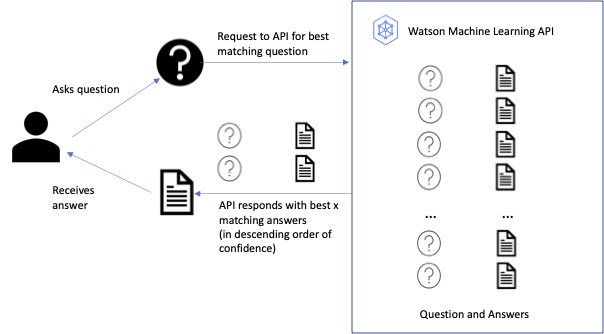 Request to API for best
matching question
Watson Machine Learning API
?
Asks question
Receives
answer
API responds with best x
matching answers
(in descending order of
confidence)
?
?
?
?
?
?
...
...
?
?
?
?
Question and Answers